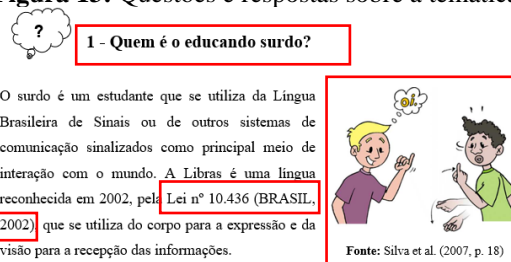 Figura 15: Questões e respostas sobre a temática
?
1 - Quem é o educando surdo?
O surdo é um estudante que se utiliza da Língua
Brasileira de Sinais ou de outros sistemas de
comunicação sinalizados como principal meio de
interação com o mundo. A Libras é uma língua
reconhecida em 2002, pela Lei nº 10.436 (BRASIL,
2002), que se utiliza do corpo para a expressão e da
visão para a recepção das informações.
oi.
Fonte: Silva et al. (2007, p. 18)